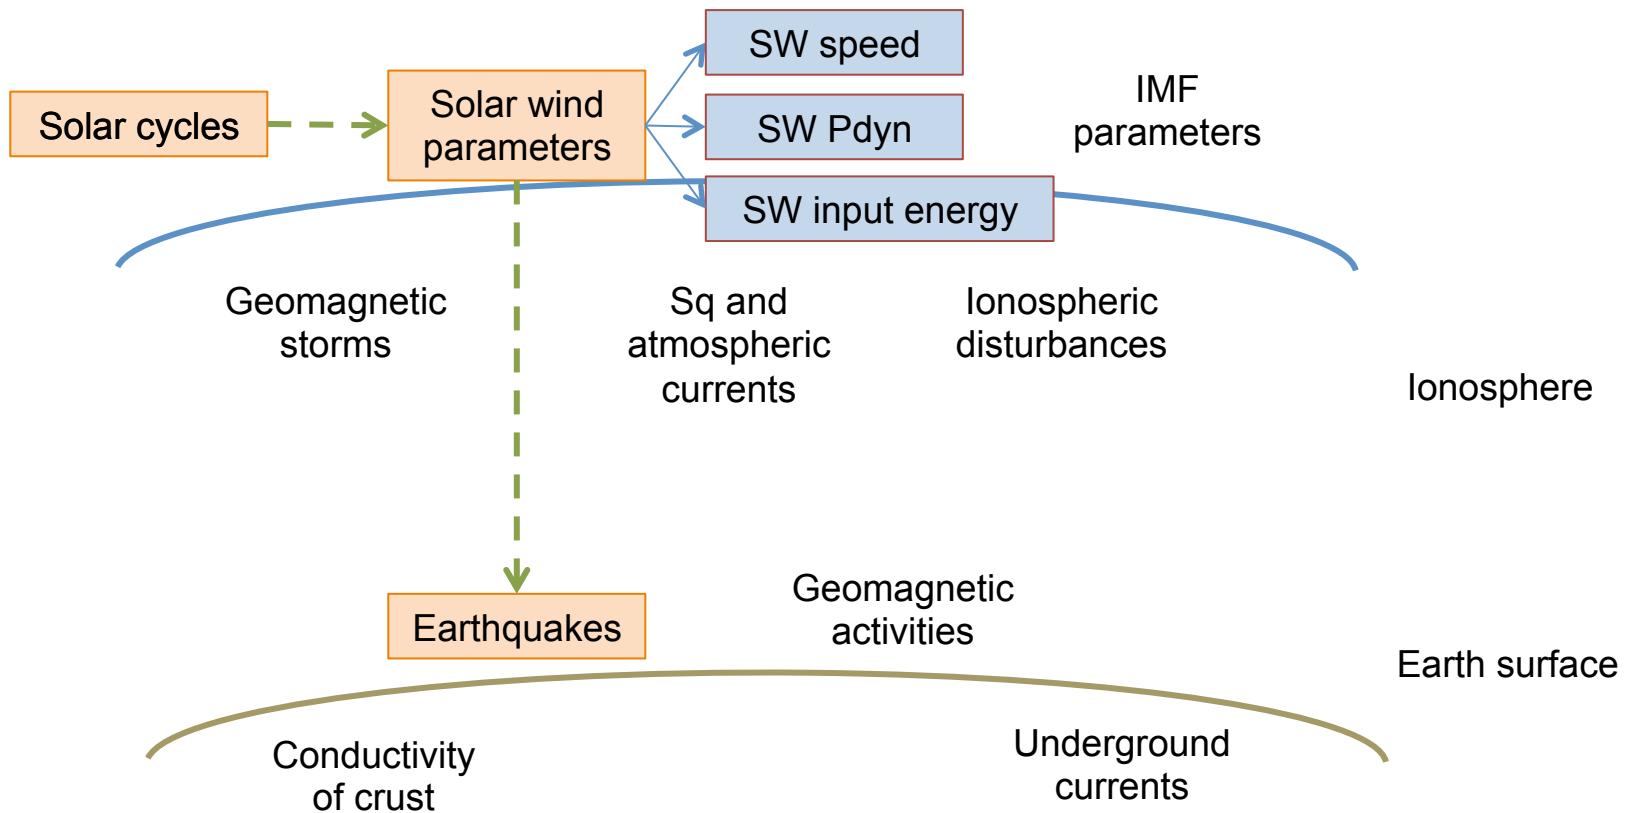 SW speed
Solar cycles
Solar wind
parameters
SW Pdyn
IMF
parameters
SW input energy
Geomagnetic
storms
Sq and
atmospheric
currents
Ionospheric
disturbances
Ionosphere
Earthquakes
Geomagnetic
activities
Earth surface
Conductivity
of crust
Underground
currents